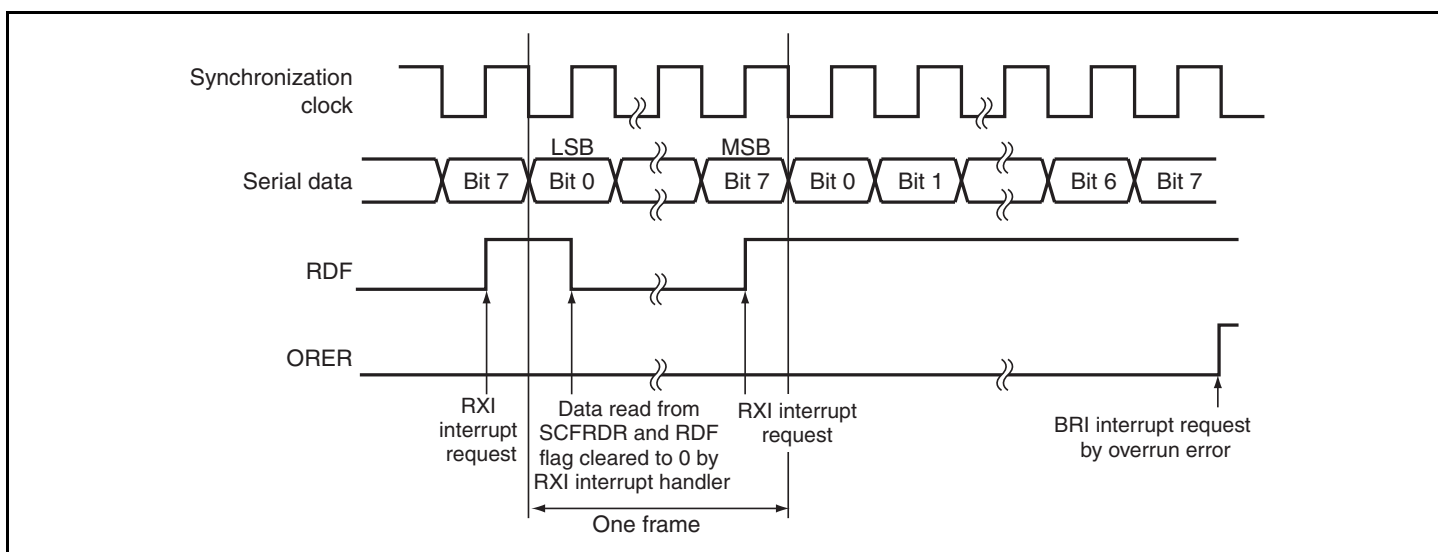 Synchronization
clock
LSB
MSB
Serial data
Bit 7
Bit 0
Bit 7
Bit 0
Bit 1
Bit 6
Bit 7
RDF
ORER
RXI
interrupt
request
Data read from
SCFRDR and RDF
flag cleared to 0 by
RXI interrupt handler
RXI interrupt
request
BRI interrupt request
by overrun error
One frame